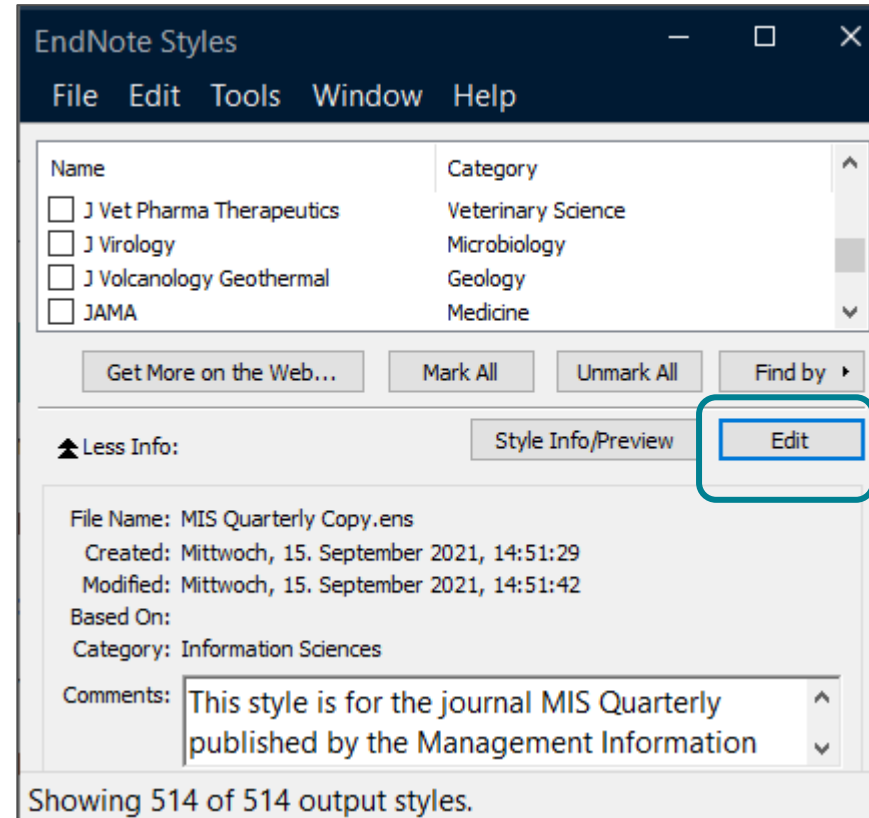 EndNote Styles
File Edit Tools Window Help
Name Category
J Vet Pharma Therapeutics Veterinary Science
J Virology Microbiology
J Volcanology Geothermal Geology
JAMA Medicine
Get More on the Web... Mark All Unmark All Find by
Less Info: Style Info/Preview Edit
File Name: MIS Quarterly Copy.ens
Created: Mittwoch, 15. September 2021, 14:51:29
Modified: Mittwoch, 15. September 2021, 14:51:42
Based On:
Category: Information Sciences
Comments: This style is for the journal MIS Quarterly
published by the Management Information
Showing 514 of 514 output styles.